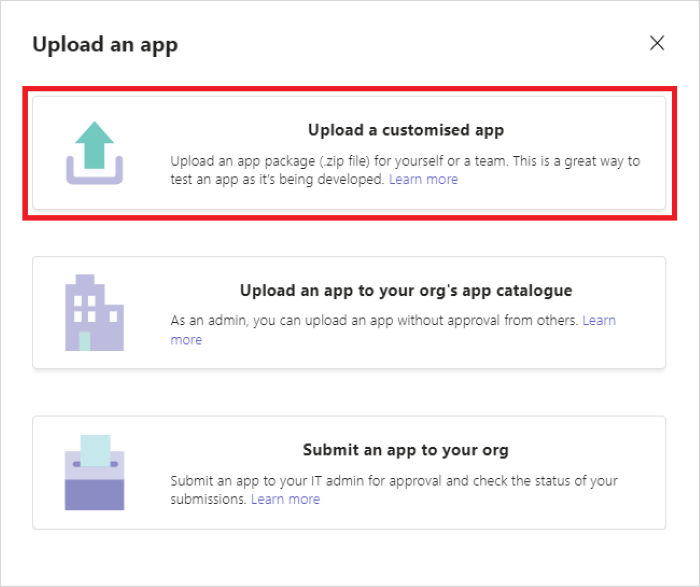 Upload an app
Upload a customised app
Upload an app package (.zip file) for yourself or a team. This is a great way to
test an app as it's being developed. Learn more
Upload an app to your org's app catalogue
As an admin, you can upload an app without approval from others. Learn
more
Submit an app to your org
Submit an app to your IT admin for approval and check the status of your
submissions. Learn more